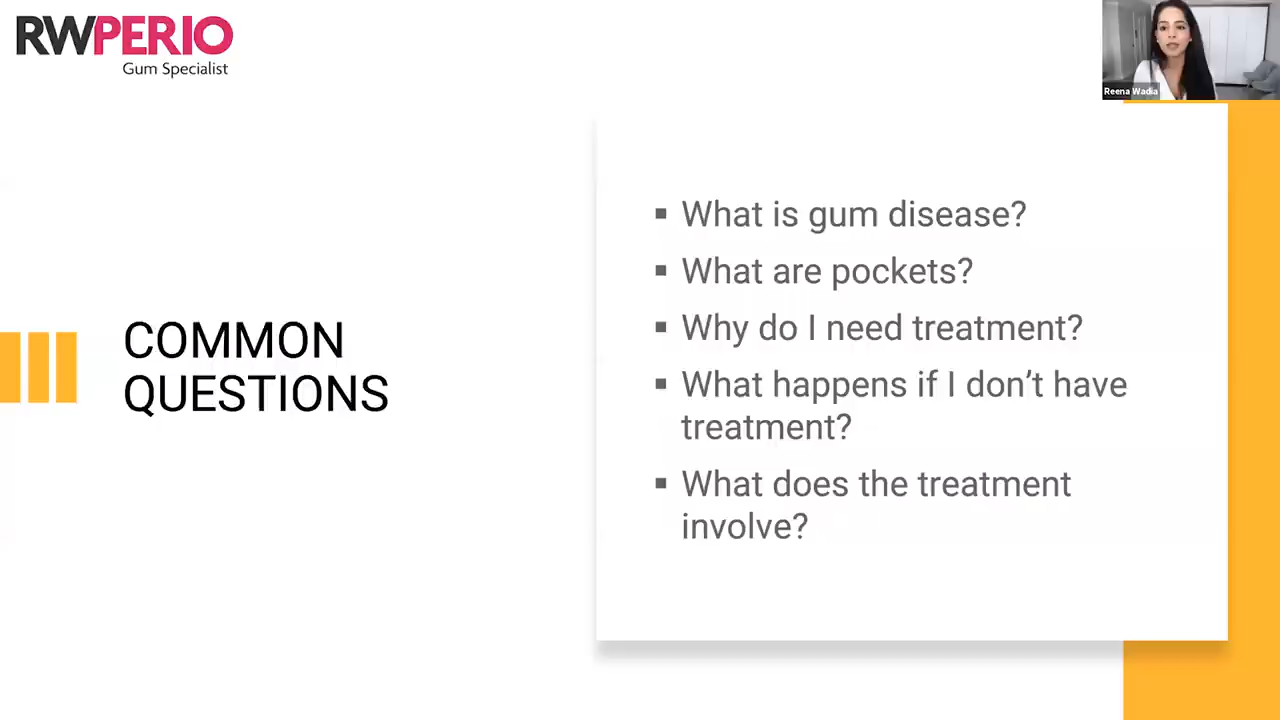 RWPERIO
Gum Specialist
Reena Wadia
COMMON
QUESTIONS
▪ What is gum disease?
▪ What are pockets?
▪ Why do I need treatment?
▪ What happens if I don’t have
treatment?
▪ What does the treatment
involve?